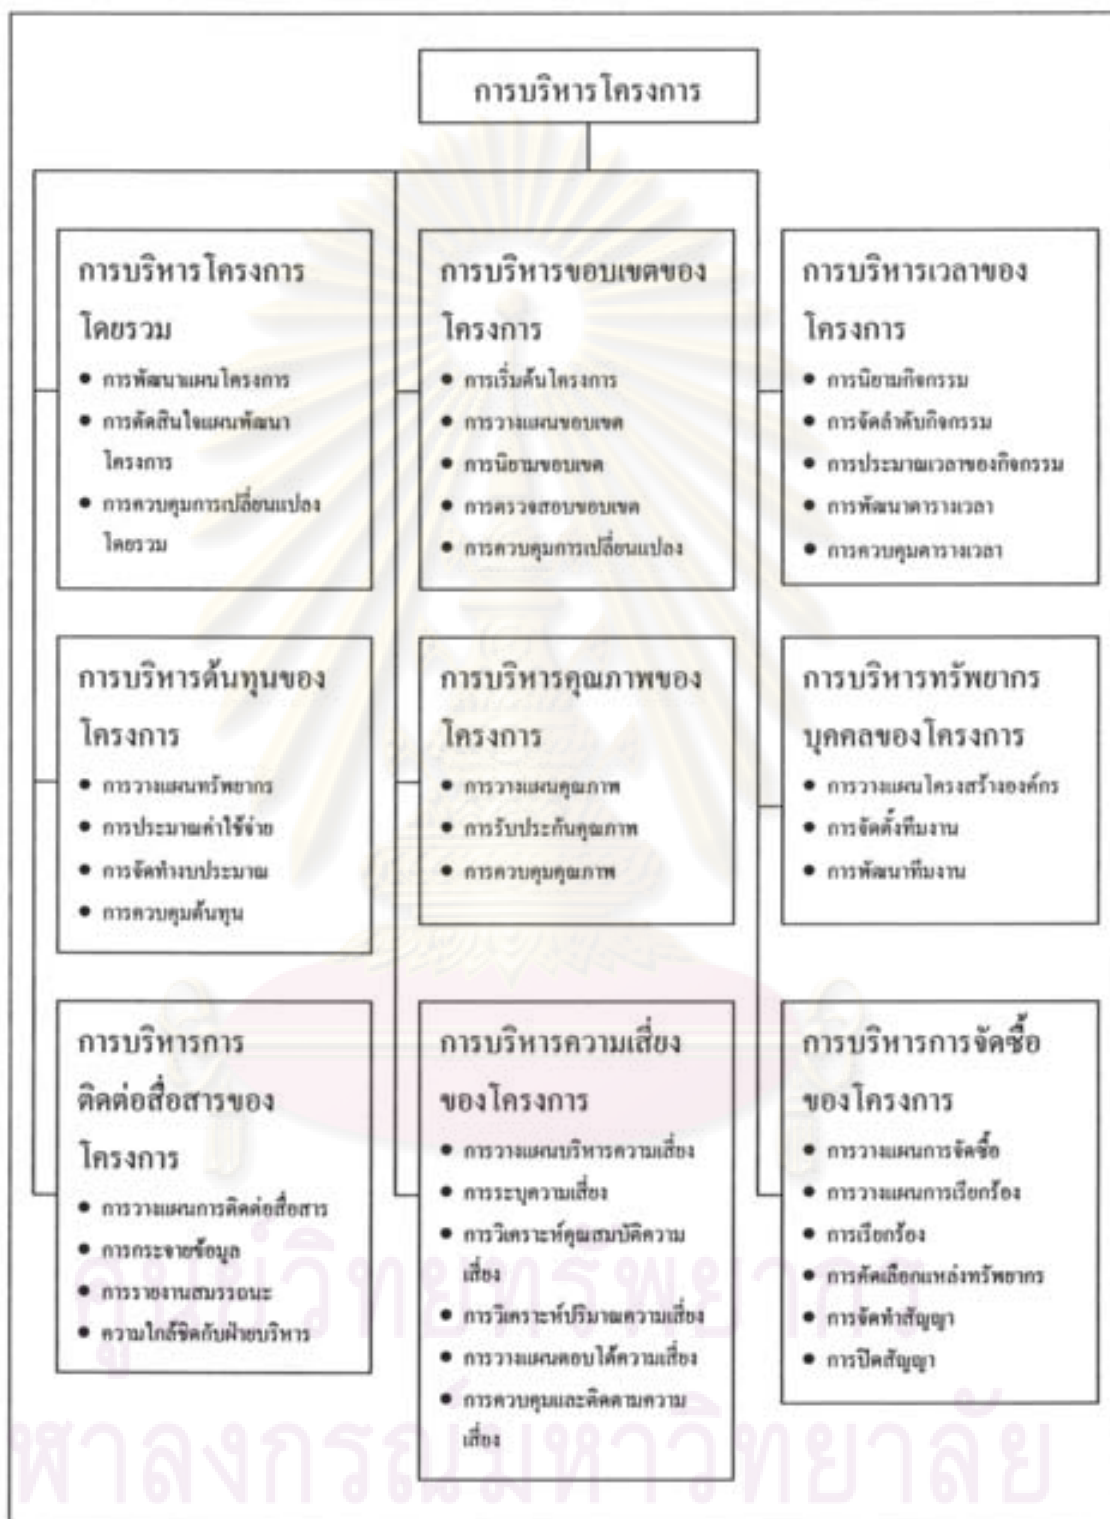 การบริหารโครงการ
การบริหารโครงการ
โดยรวม
● การพัฒนาแผนโครงการ
● การตัดสินใจแผนพัฒนา
โครงการ
● การควบคุมการเปลี่ยนแปลง
โดยรวม
การบริหารขอบเขตของ
โครงการ
● การเริ่มต้นโครงการ
● การวางแผนขอบเขต
● การนิยามขอบเขต
● การตรวจสอบขอบเขต
● การควบคุมการเปลี่ยนแปลง
การบริหารเวลาของ
โครงการ
● การนิยามกิจกรรม
● การจัดลำดับกิจกรรม
● การประมาณเวลาของกิจกรรม
● การพัฒนาตารางเวลา
● การควบคุมตารางเวลา
การบริหารต้นทุนของ
โครงการ
● การวางแผนทรัพยากร
● การประมาณค่าใช้จ่าย
● การจัดทำงบประมาณ
● การควบคุมต้นทุน
การบริหารคุณภาพของ
โครงการ
● การวางแผนคุณภาพ
● การรับประกันคุณภาพ
● การควบคุมคุณภาพ
การบริหารทรัพยากร
บุคคลของโครงการ
● การวางแผนโครงสร้างองค์กร
● การจัดตั้งทีมงาน
● การพัฒนาทีมงาน
การบริหารการ
ติดต่อสื่อสารของ
โครงการ
● การวางแผนการติดต่อสื่อสาร
● การกระจายข้อมูล
● การรายงานสมรรถนะ
● ความใกล้ชิดกับฝ่ายบริหาร
การบริหารความเสี่ยง
ของโครงการ
● การวางแผนบริหารความเสี่ยง
● การระบุความเสี่ยง
● การวิเคราะห์คุณสมบัติความ
เสี่ยง
● การวิเคราะห์ปริมาณความเสี่ยง
● การวางแผนตอบโต้ความเสี่ยง
● การควบคุมและติดตามความ
เสี่ยง
การบริหารการจัดซื้อ
ของโครงการ
● การวางแผนการจัดซื้อ
● การวางแผนการเรียกร้อง
● การเรียกร้อง
● การคัดเลือกแหล่งทรัพยากร
● การจัดทำสัญญา
● การปิดสัญญา
ศูนย์วิทยทรัพยากร
จุฬาลงกรณ์มหาวิทยาลัย